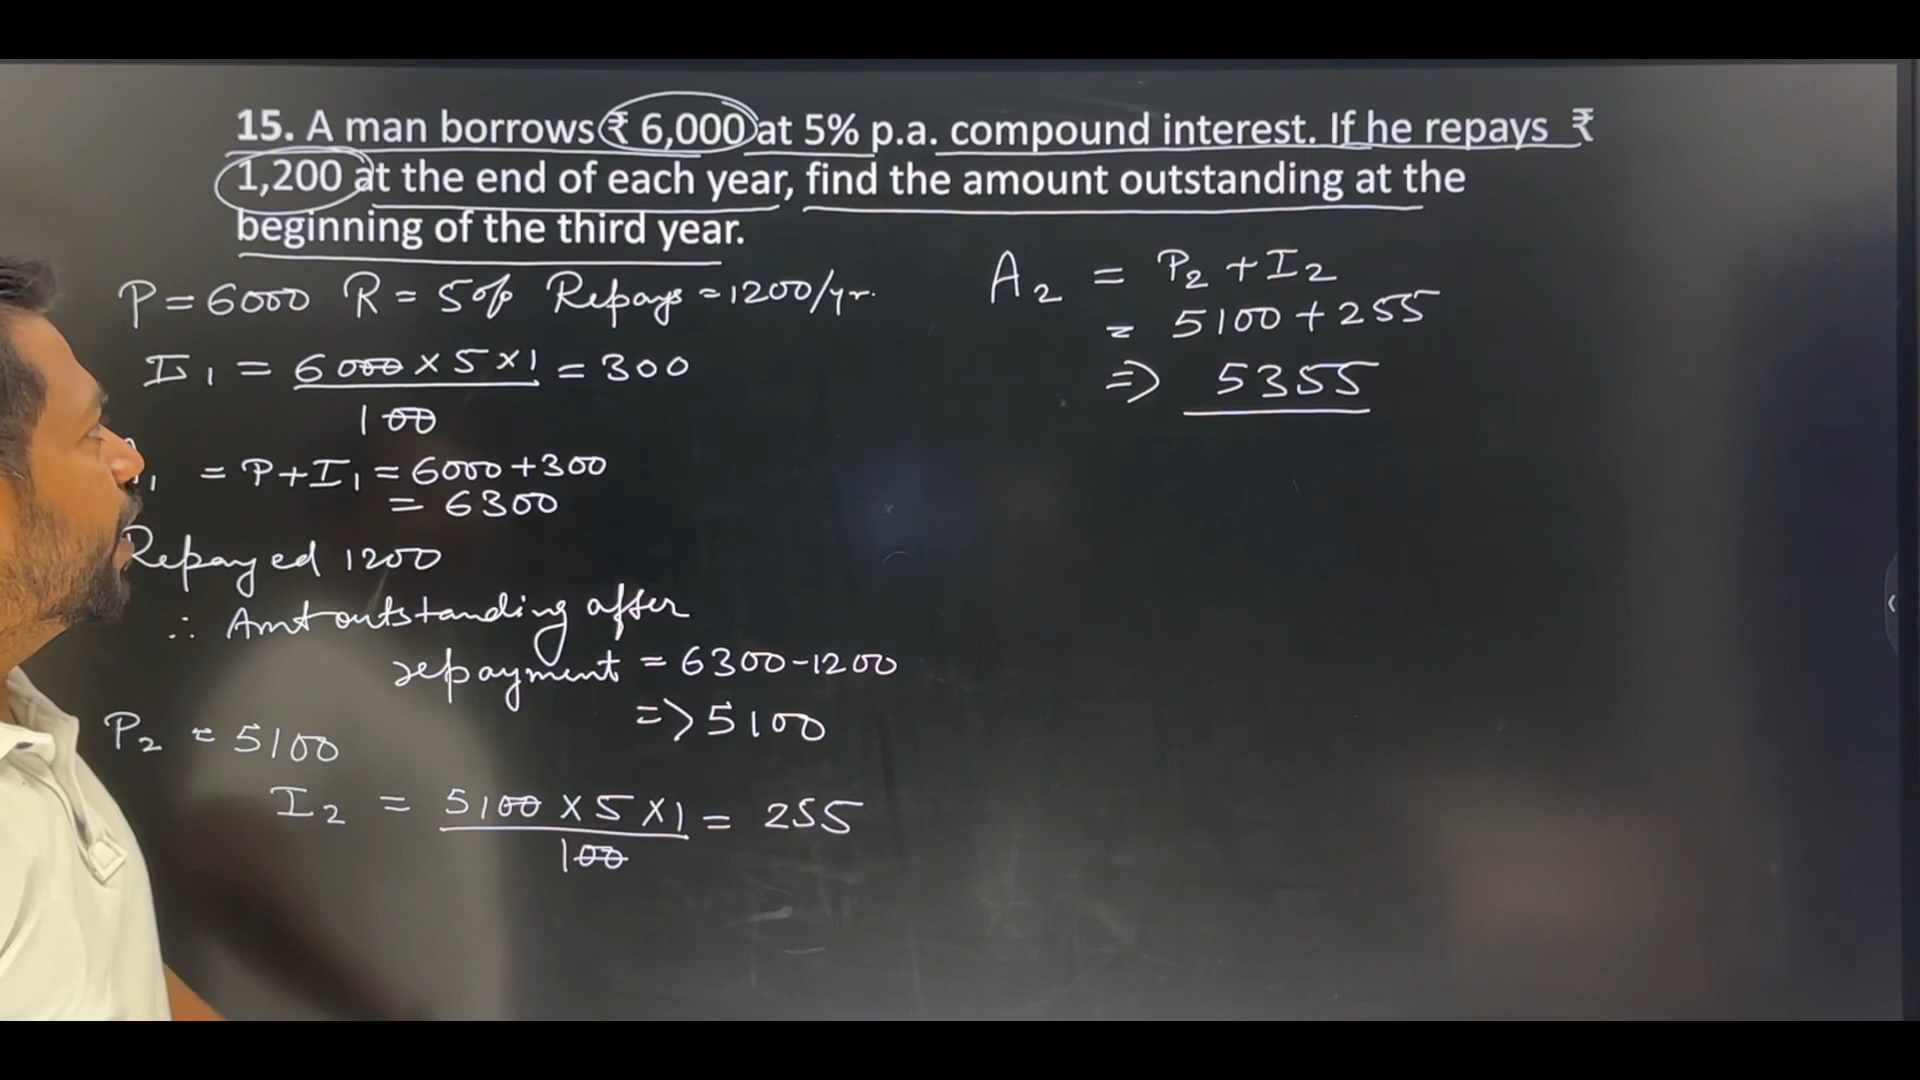 15. A man borrows ₹ 6,000 at 5% p.a. compound interest. If he repays ₹
1,200 at the end of each year, find the amount outstanding at the
beginning of the third year.
P = 6000 R = 5% Repays = 1200/yr.
I1 = 6000 × 5 × 1 = 300
100
1 = P + I1 = 6000 + 300
= 6300
Repayed 1200
∴ Amt outstanding after
repayment = 6300 - 1200
=> 5100
P2 = 5100
I2 = 5100 × 5 × 1 = 255
100
A2 = P2 + I2
= 5100 + 255
=> 5355